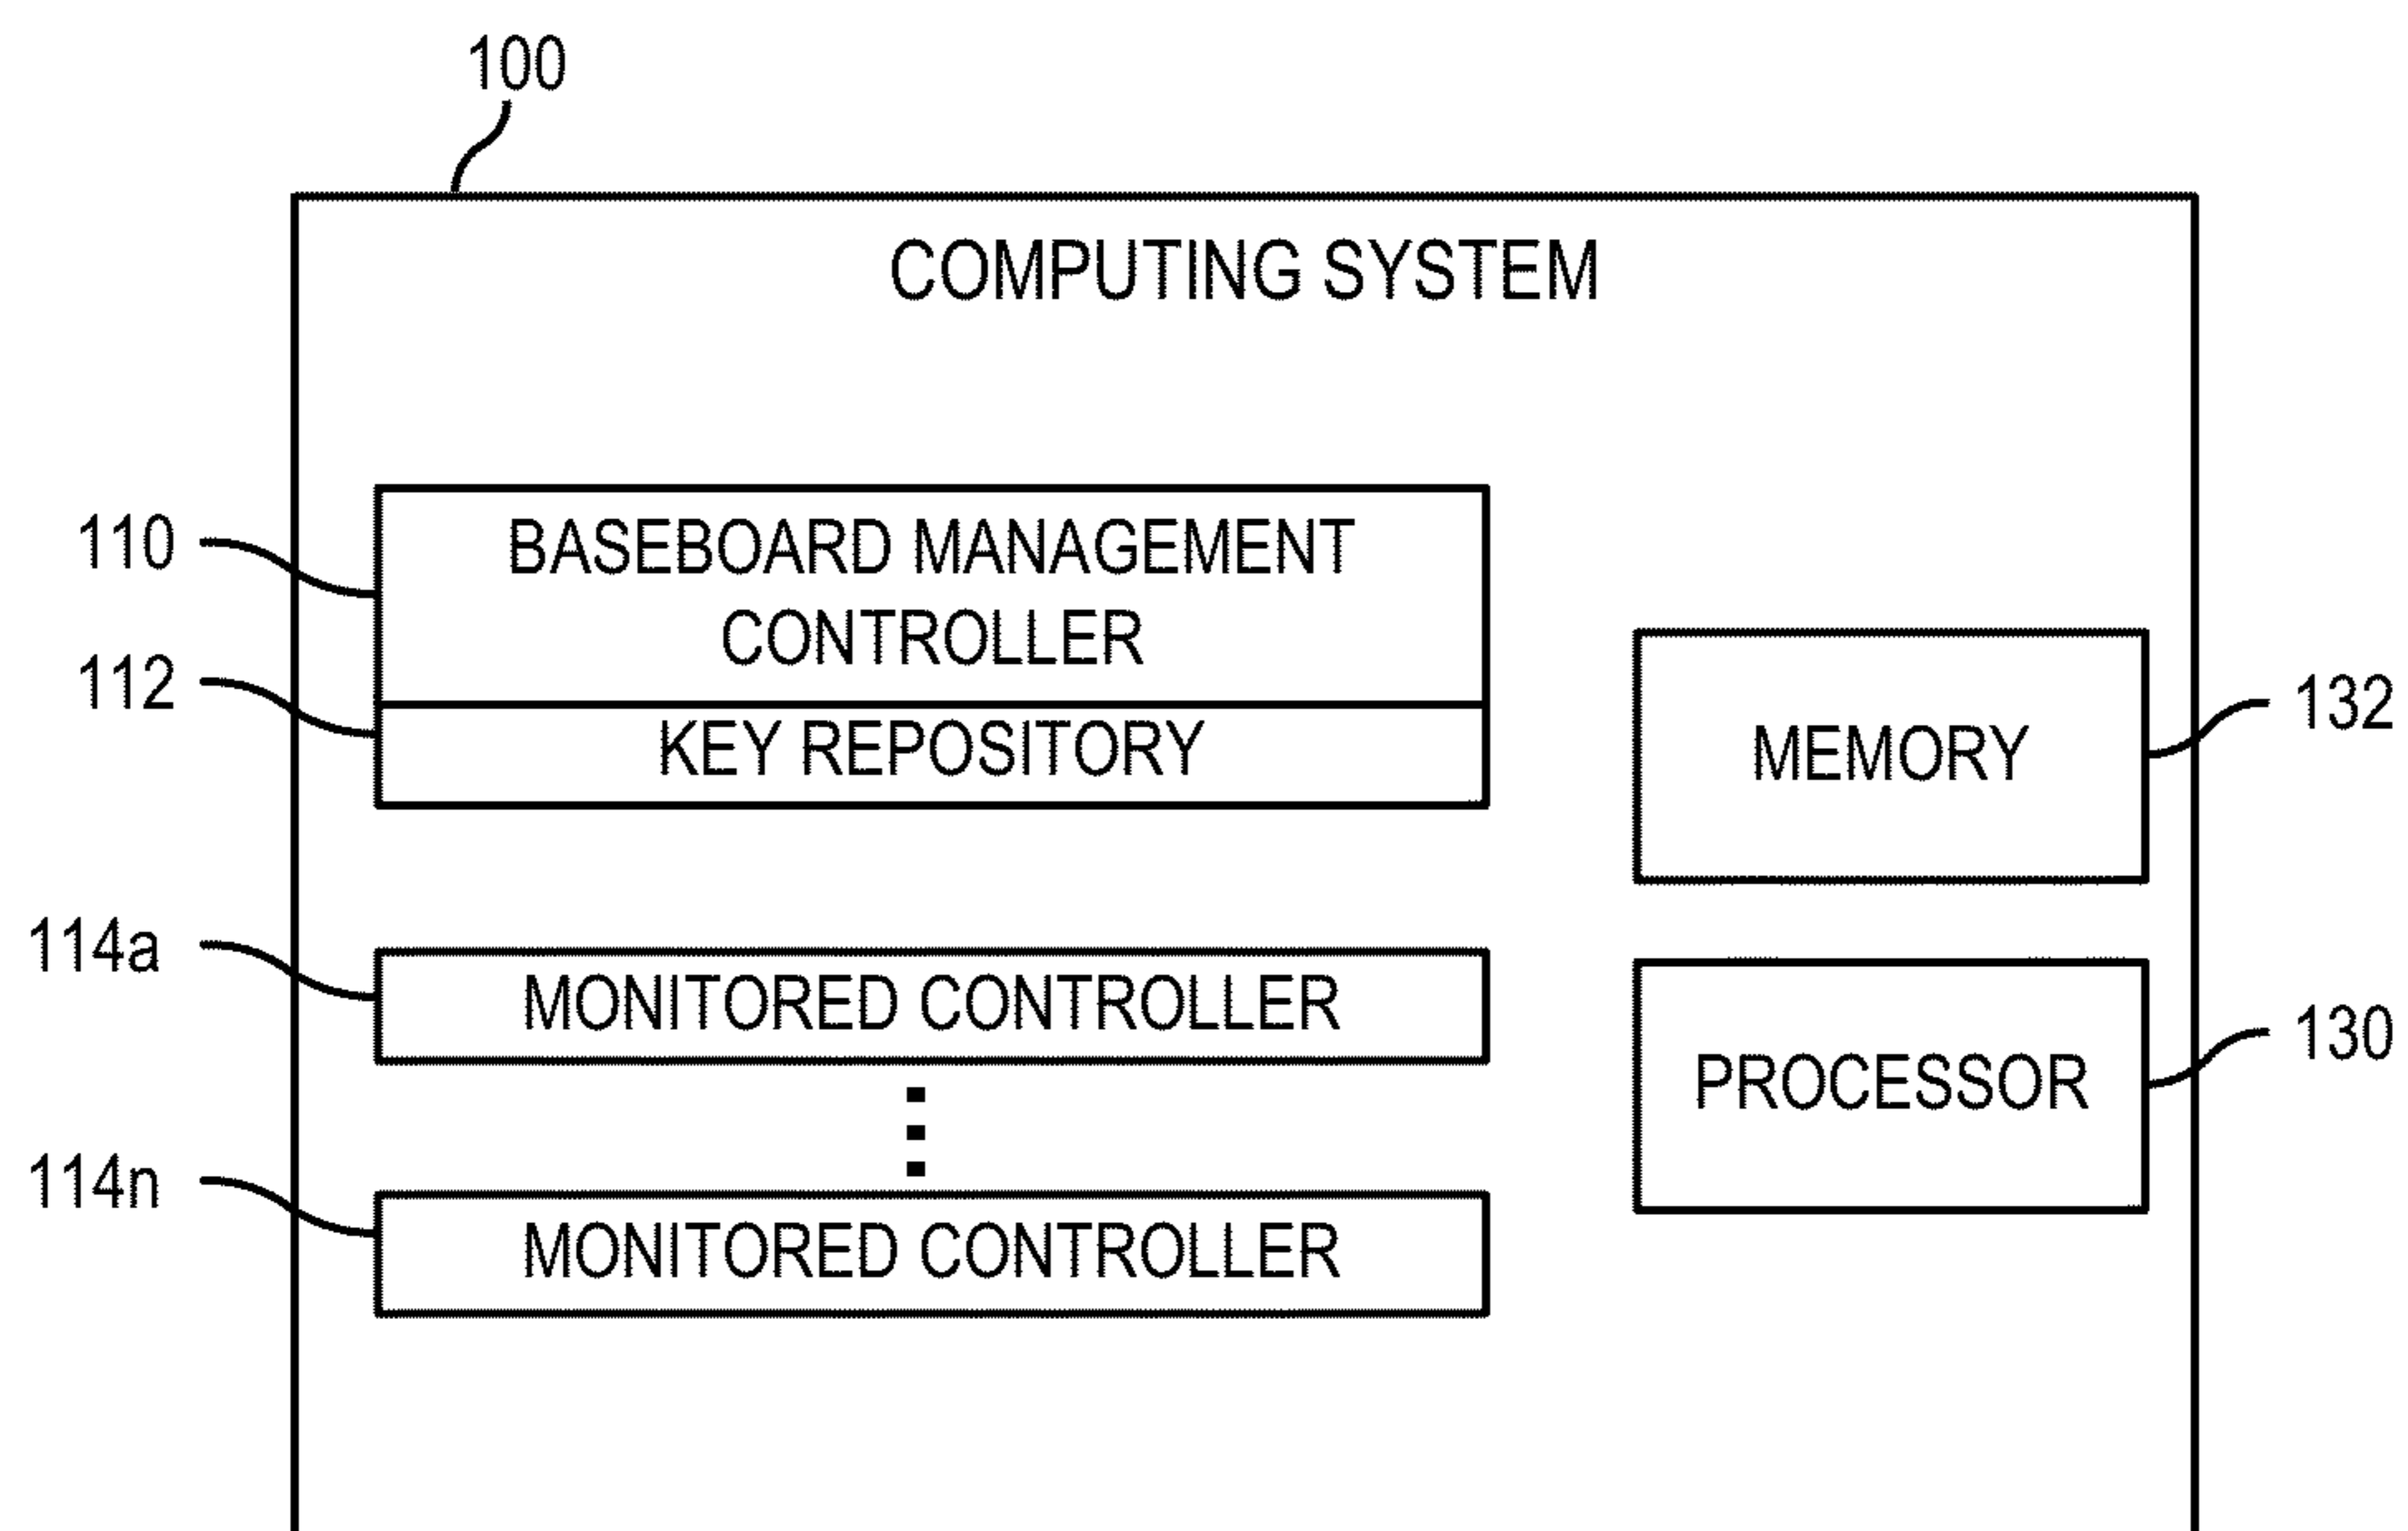 100
COMPUTING SYSTEM
110
BASEBOARD MANAGEMENT
CONTROLLER
112
KEY REPOSITORY
132
MEMORY
114a
MONITORED CONTROLLER
130
PROCESSOR
114n
MONITORED CONTROLLER